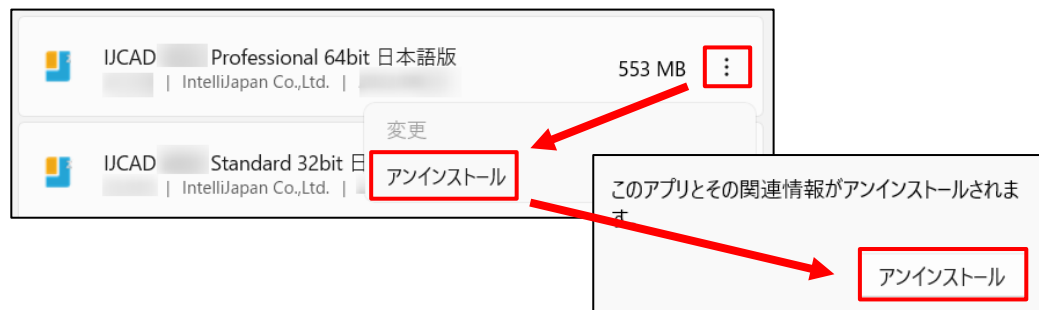 IJCAD Professional 64bit 日本語版
| IntelliJapan Co.,Ltd. |
553 MB
変更
アンインストール
IJCAD Standard 32bit 日
| IntelliJapan Co.,Ltd. |
このアプリとその関連情報がアンインストールされま
す
アンインストール